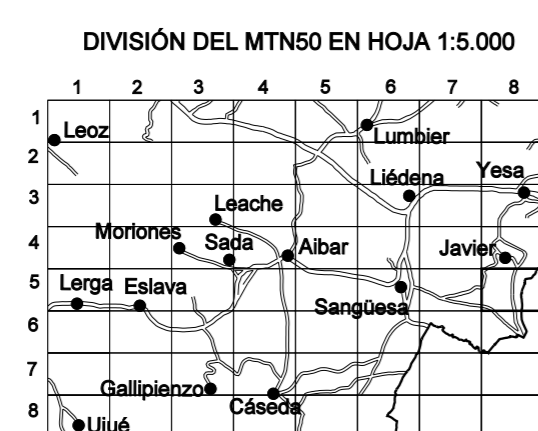 DIVISIÓN DEL MTN50 EN HOJA 1:5.000
1 2 3 4 5 6 7 8
1
Leoz
Lumbier
2
Liédena
Yesa
3
Leache
Moriones
Sada
Aibar
Javier
4
5
Lerga
Eslava
Sangüesa
6
7
Gallipienzo
Cáseda
8
Ujué